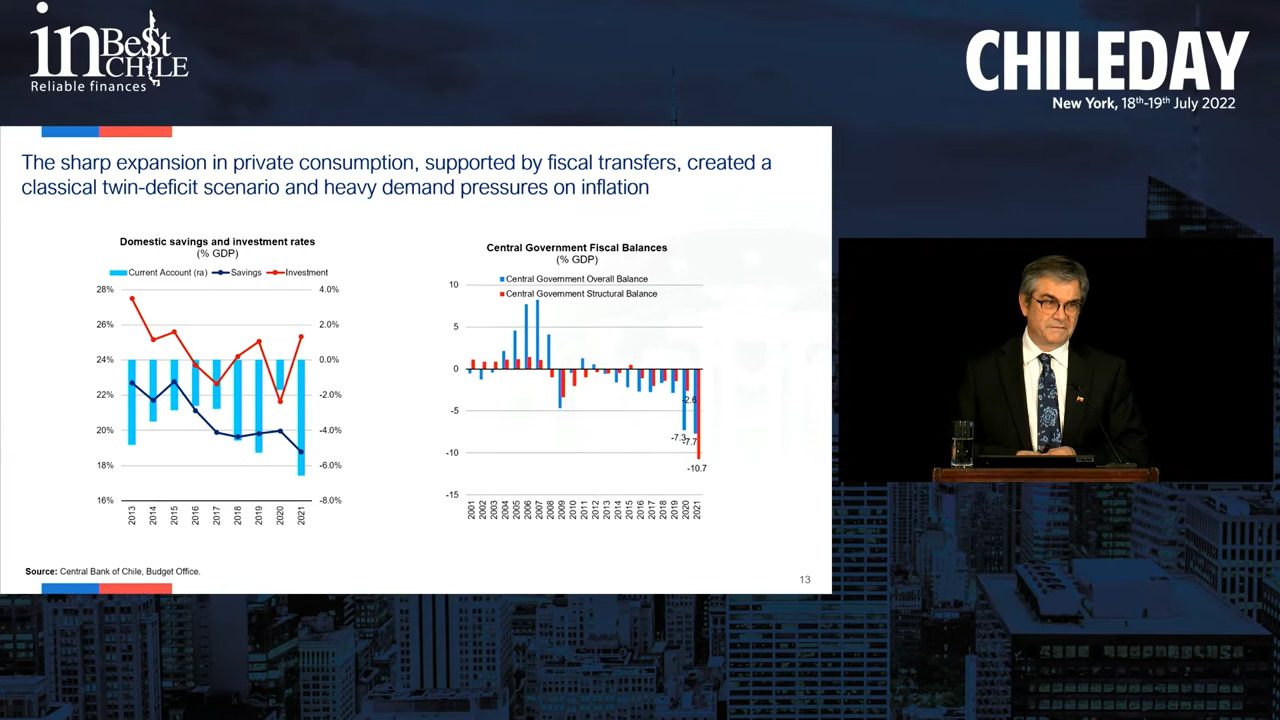 inBe$t
CHILE
Reliable finances
CHILEDAY
New York, 18th-19th July 2022
The sharp expansion in private consumption, supported by fiscal transfers, created a
classical twin-deficit scenario and heavy demand pressures on inflation
Domestic savings and investment rates
(% GDP)
Current Account (ra) Savings Investment
28% 4.0%
26% 2.0%
24% 0.0%
22% -2.0%
20% -4.0%
18% -6.0%
16% -8.0%
2013 2014 2015 2016 2017 2018 2019 2020 2021
Central Government Fiscal Balances
(% GDP)
Central Government Overall Balance
Central Government Structural Balance
10
5
0
-5
-10
-15
-2.6
-7.3
-7.7
-10.7
2001 2002 2003 2004 2005 2006 2007 2008 2009 2010 2011 2012 2013 2014 2015 2016 2017 2018 2019 2020 2021
Source: Central Bank of Chile, Budget Office.
13